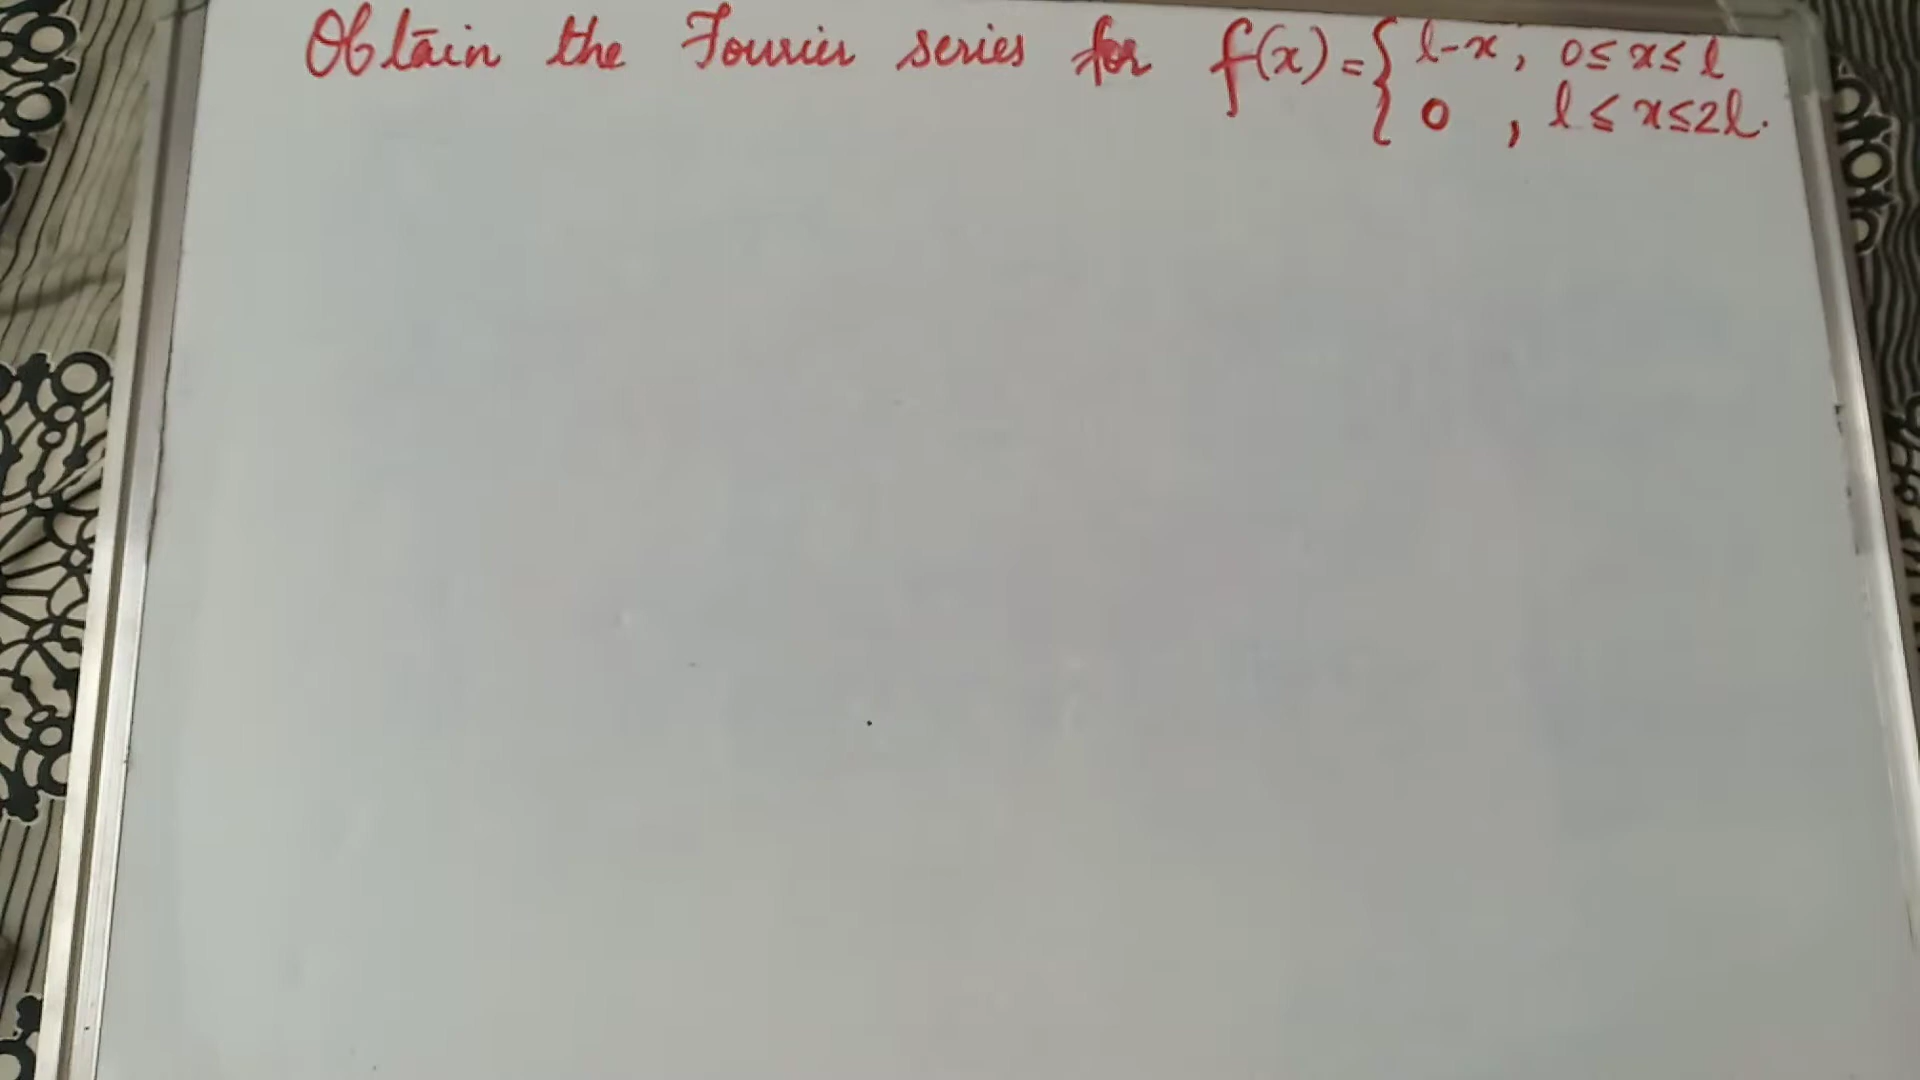 Obtain the Fourier series for f(x) = { l-x, 0 ≤ x ≤ l
0 , l ≤ x ≤ 2l.